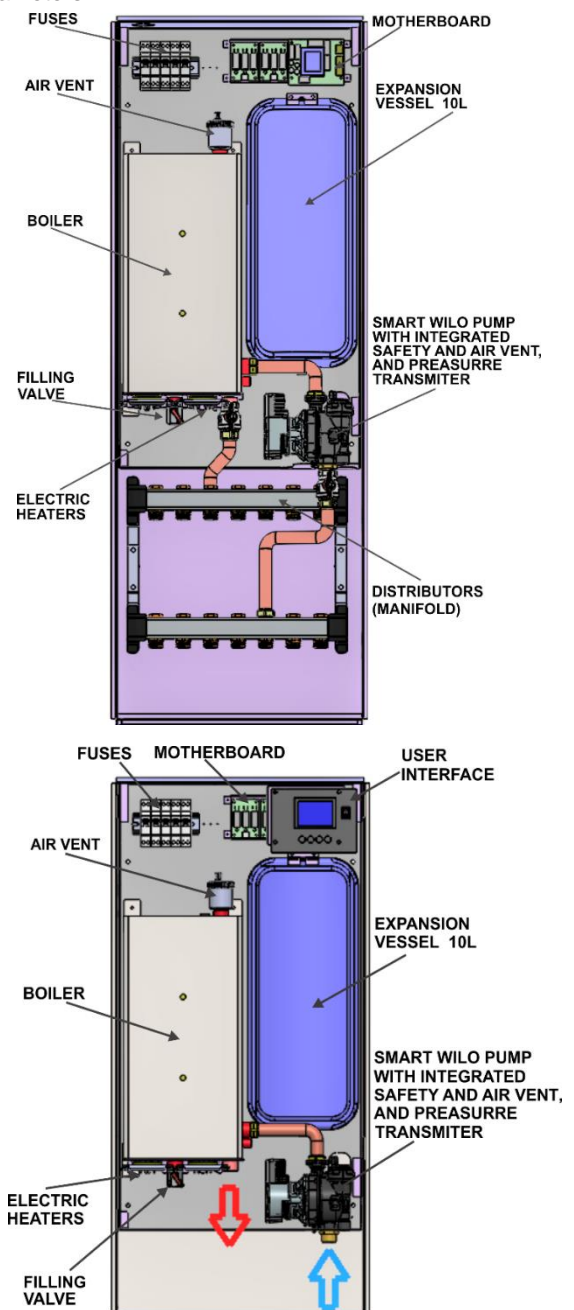 FUSES
MOTHERBOARD
AIR VENT
EXPANSION
VESSEL 10L
BOILER
SMART WILO PUMP
WITH INTEGRATED
SAFETY AND AIR VENT,
AND PREASURRE
TRANSMITER
FILLING
VALVE
ELECTRIC
HEATERS
DISTRIBUTORS
(MANIFOLD)
FUSES
MOTHERBOARD
USER
INTERFACE
AIR VENT
EXPANSION
VESSEL 10L
BOILER
SMART WILO PUMP
WITH INTEGRATED
SAFETY AND AIR VENT,
AND PREASURRE
TRANSMITER
ELECTRIC
HEATERS
FILLING
VALVE